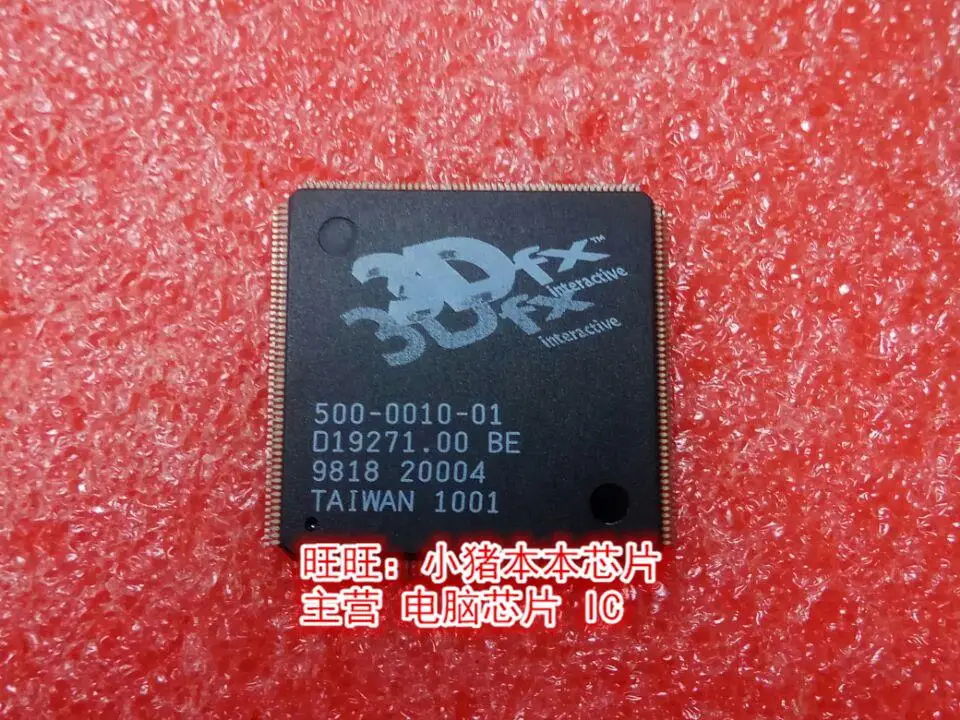 3Dfx™
interactive
3Dfx
interactive
500-0010-01
D19271.00 BE
9818 20004
TAIWAN 1001
旺旺：小猪本本芯片
主营 电脑芯片 IC